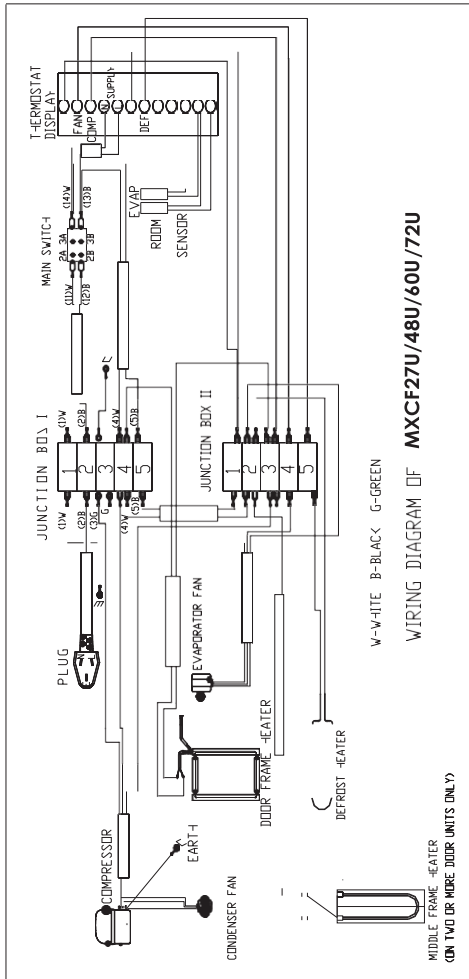 THERMOSTAT
DISPLAY
FAN
COMP
N
SUPPLY
L
DEF
MAIN SWITCH
2A 3A
2B 3B
(1)W
(12)B
(14)W
(13)B
EVAP
ROOM
SENSOR
JUNCTION BOX I
1
2
3
4
5
(1)W
(2)B
(4)W
(5)B
(1)W
(2)B
(3)G
G
(4)W
(5)B
JUNCTION BOX II
1
2
3
4
5
PLUG
N
EVAPORATOR FAN
DOOR FRAME HEATER
DEFROST HEATER
COMPRESSOR
EARTH
CONDENSER FAN
MIDDLE FRAME HEATER
(ON TWO OR MORE DOOR UNITS ONLY)
W-WHITE B-BLACK G-GREEN
WIRING DIAGRAM OF MXCF27U/48U/60U/72U